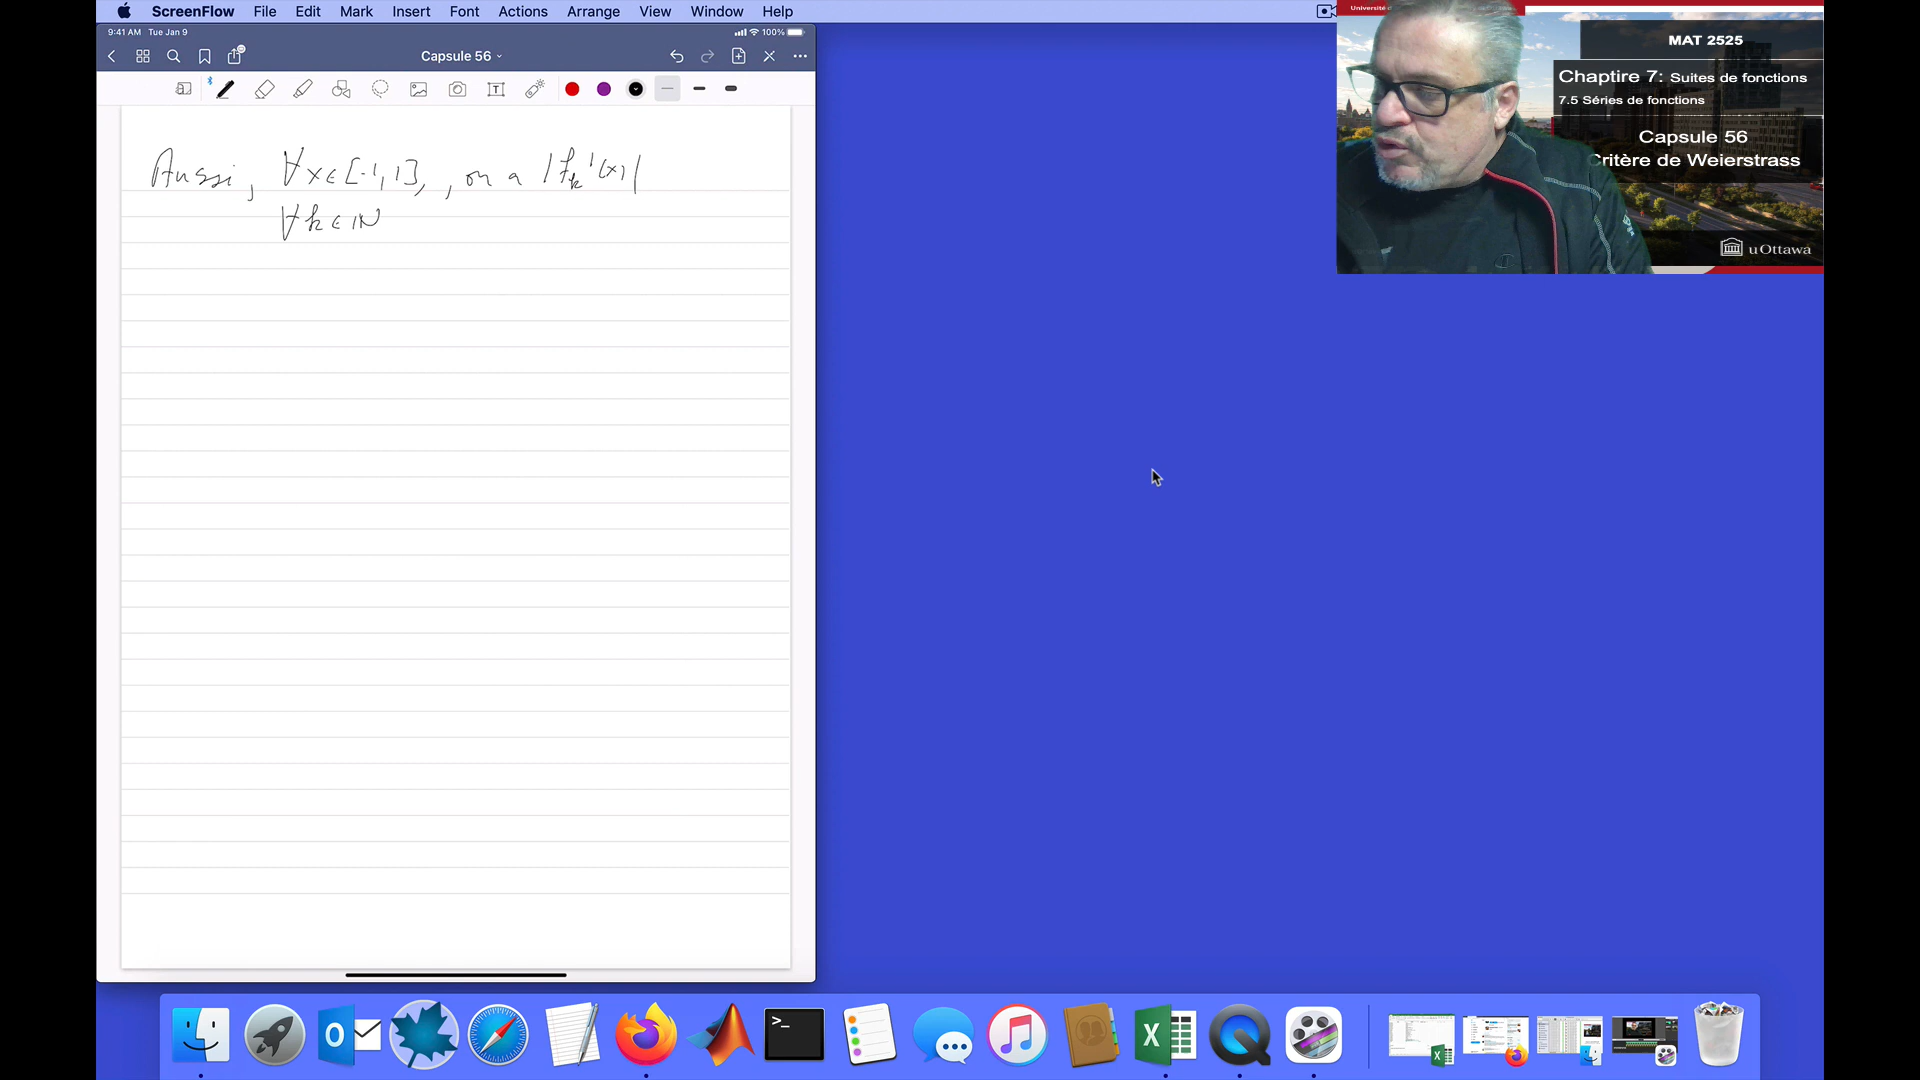 ScreenFlow File Edit Mark Insert Font Actions Arrange View Window Help
9:41 AM Tue Jan 9
100%
Capsule 56
T
Aussi, ∀x∈[-1,1], , on a |f_k'(x)|
∀k∈ℕ
MAT 2525
Chaptire 7: Suites de fonctions
7.5 Séries de fonctions
Capsule 56
Critère de Weierstrass
uOttawa